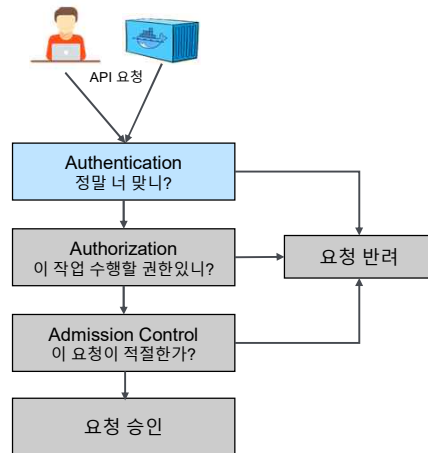 API 요청
Authentication
정말 너 맞니?
Authorization
이 작업 수행할 권한있니?
요청 반려
Admission Control
이 요청이 적절한가?
요청 승인